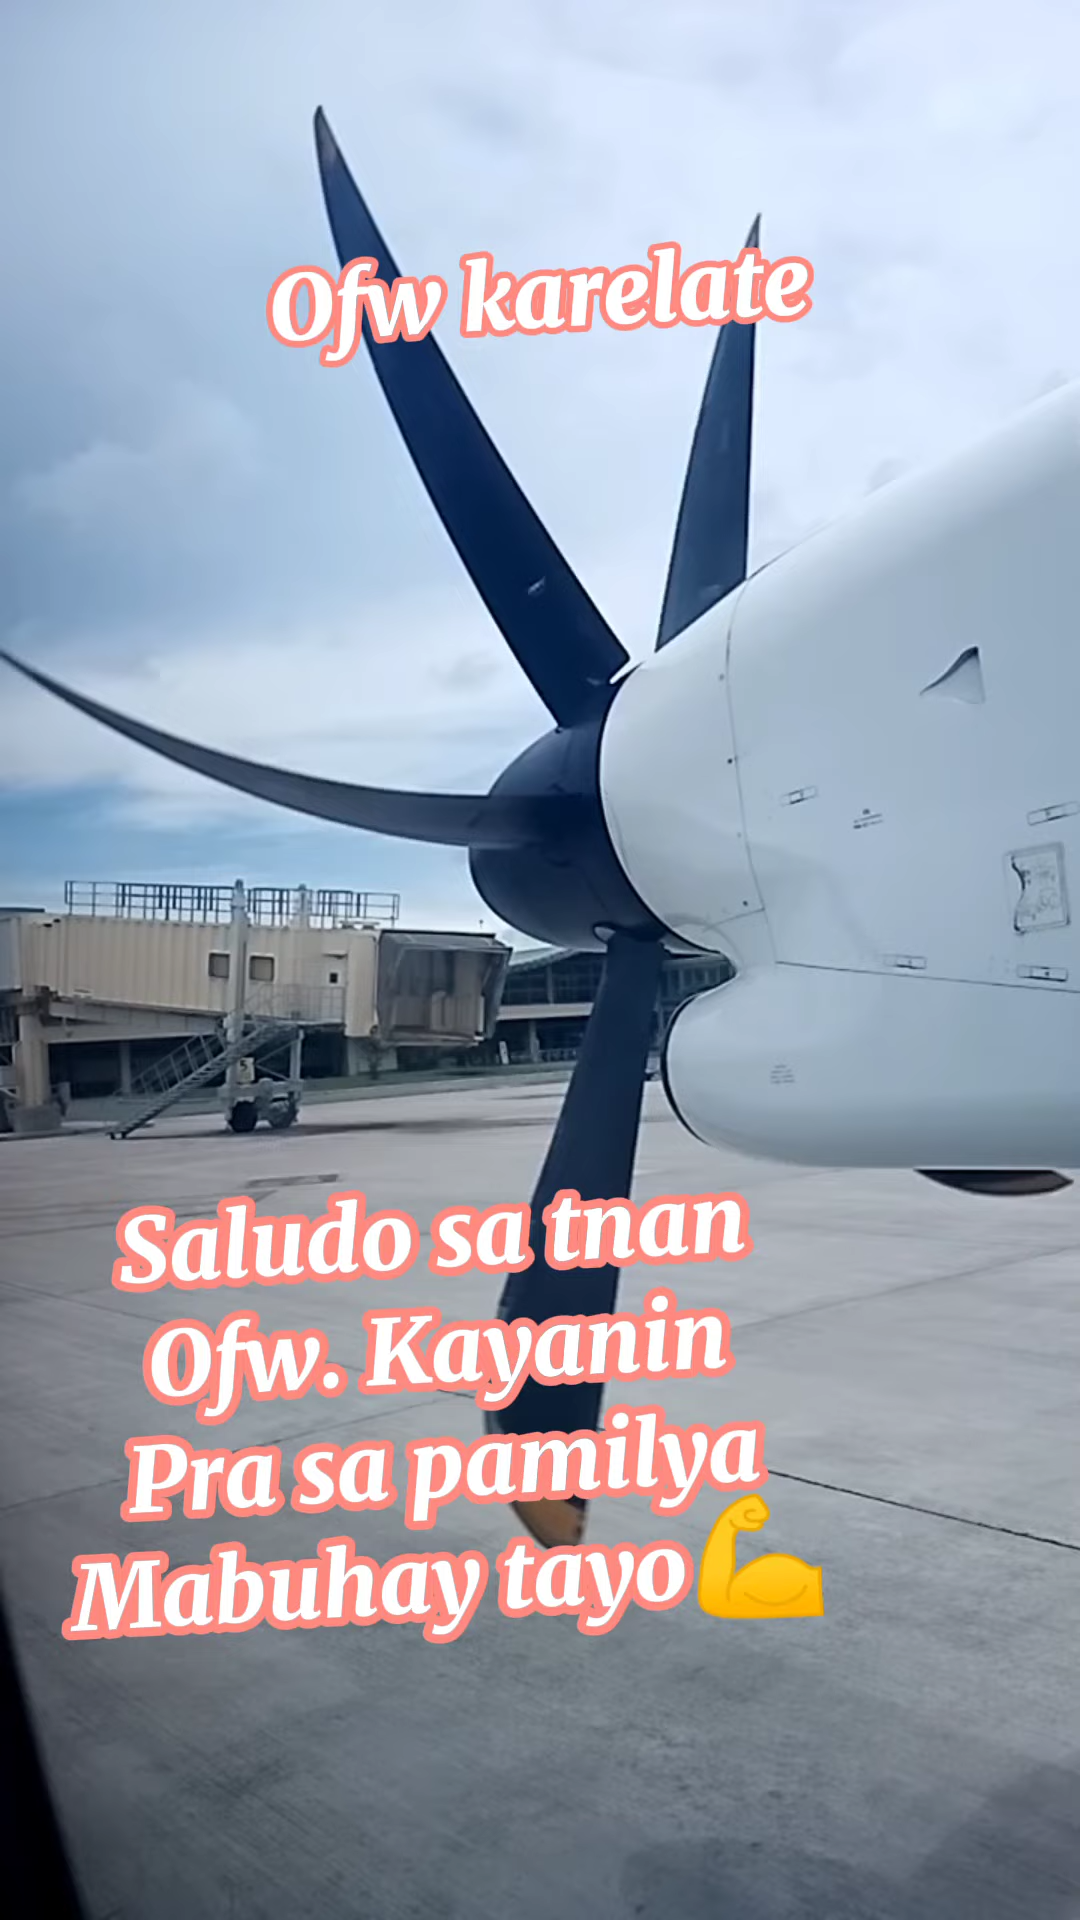 Ofw karelate
Saludo sa tnan
Ofw. Kayanin
Pra sa pamilya
Mabuhay tayo💪